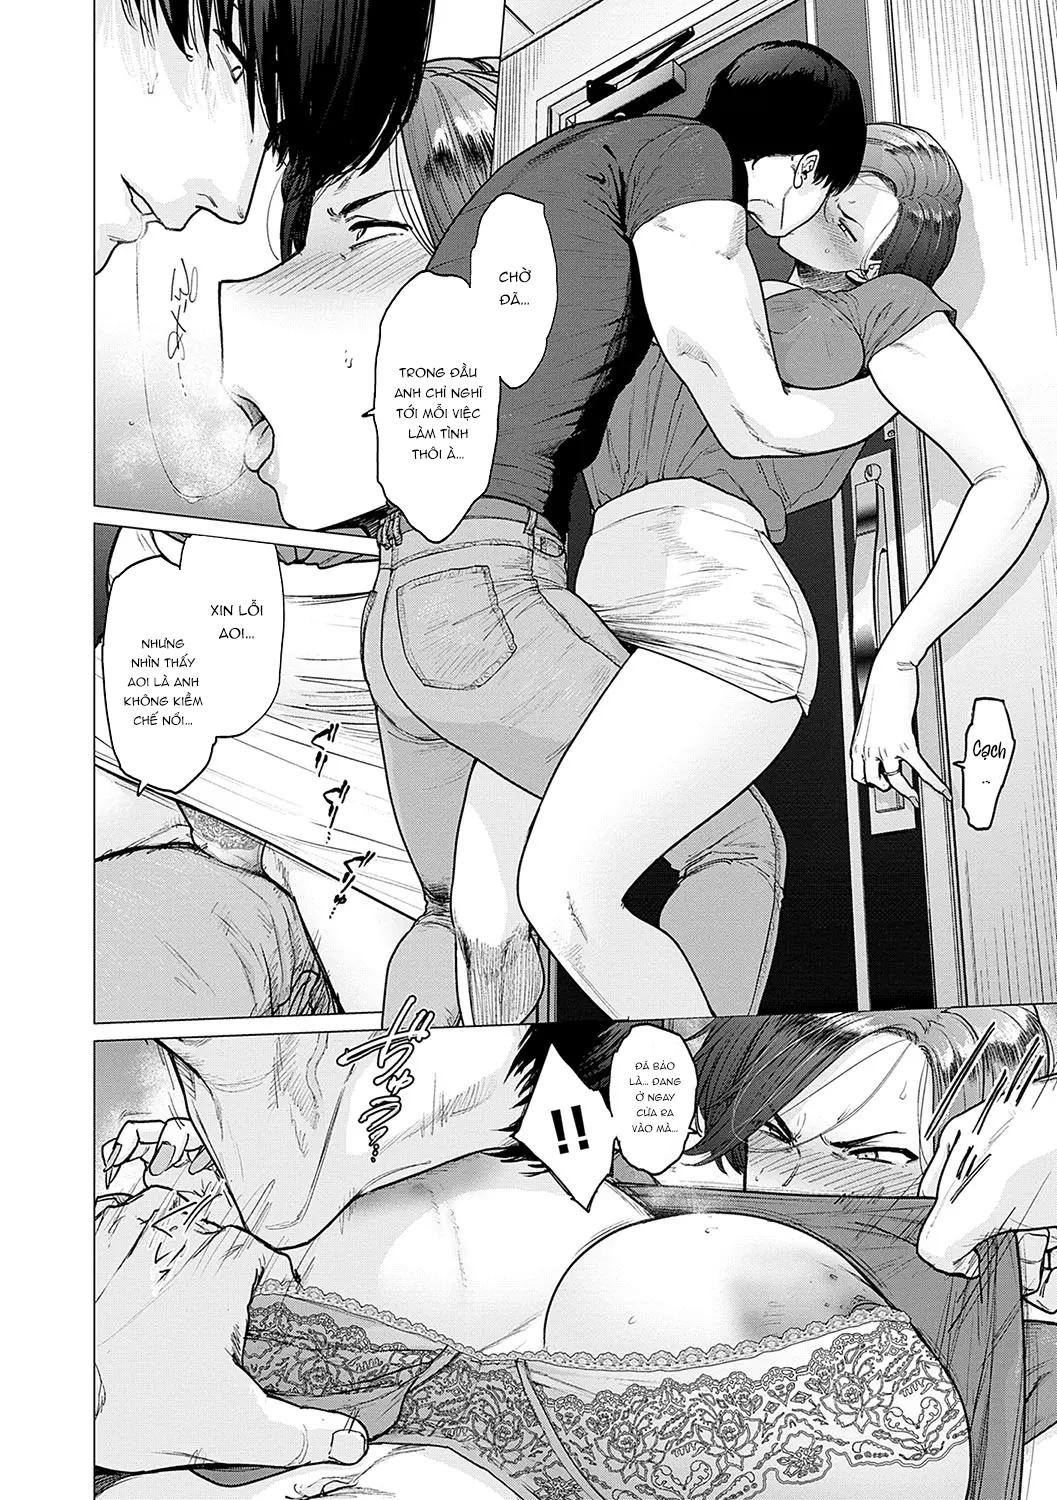 CHỜ
ĐÃ...
TRONG ĐẦU
ANH CHỈ NGHĨ
TỚI MỖI VIỆC
LÀM TÌNH
THÔI À...
XIN LỖI
AOI...
NHƯNG
NHÌN THẤY
AOI LÀ ANH
KHÔNG KIỀM
CHẾ NỔI...
Cạch
...
ĐÃ BẢO
LÀ... ĐANG
Ở NGAY
CỬA RA
VÀO MÀ...
!!